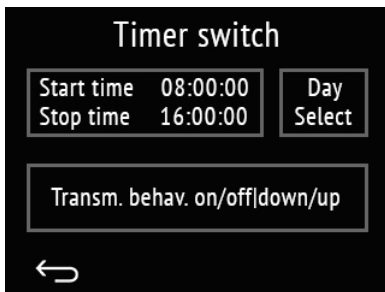 Timer switch
Start time 08:00:00
Stop time 16:00:00
Day
Select
Transm. behav. on/off|down/up